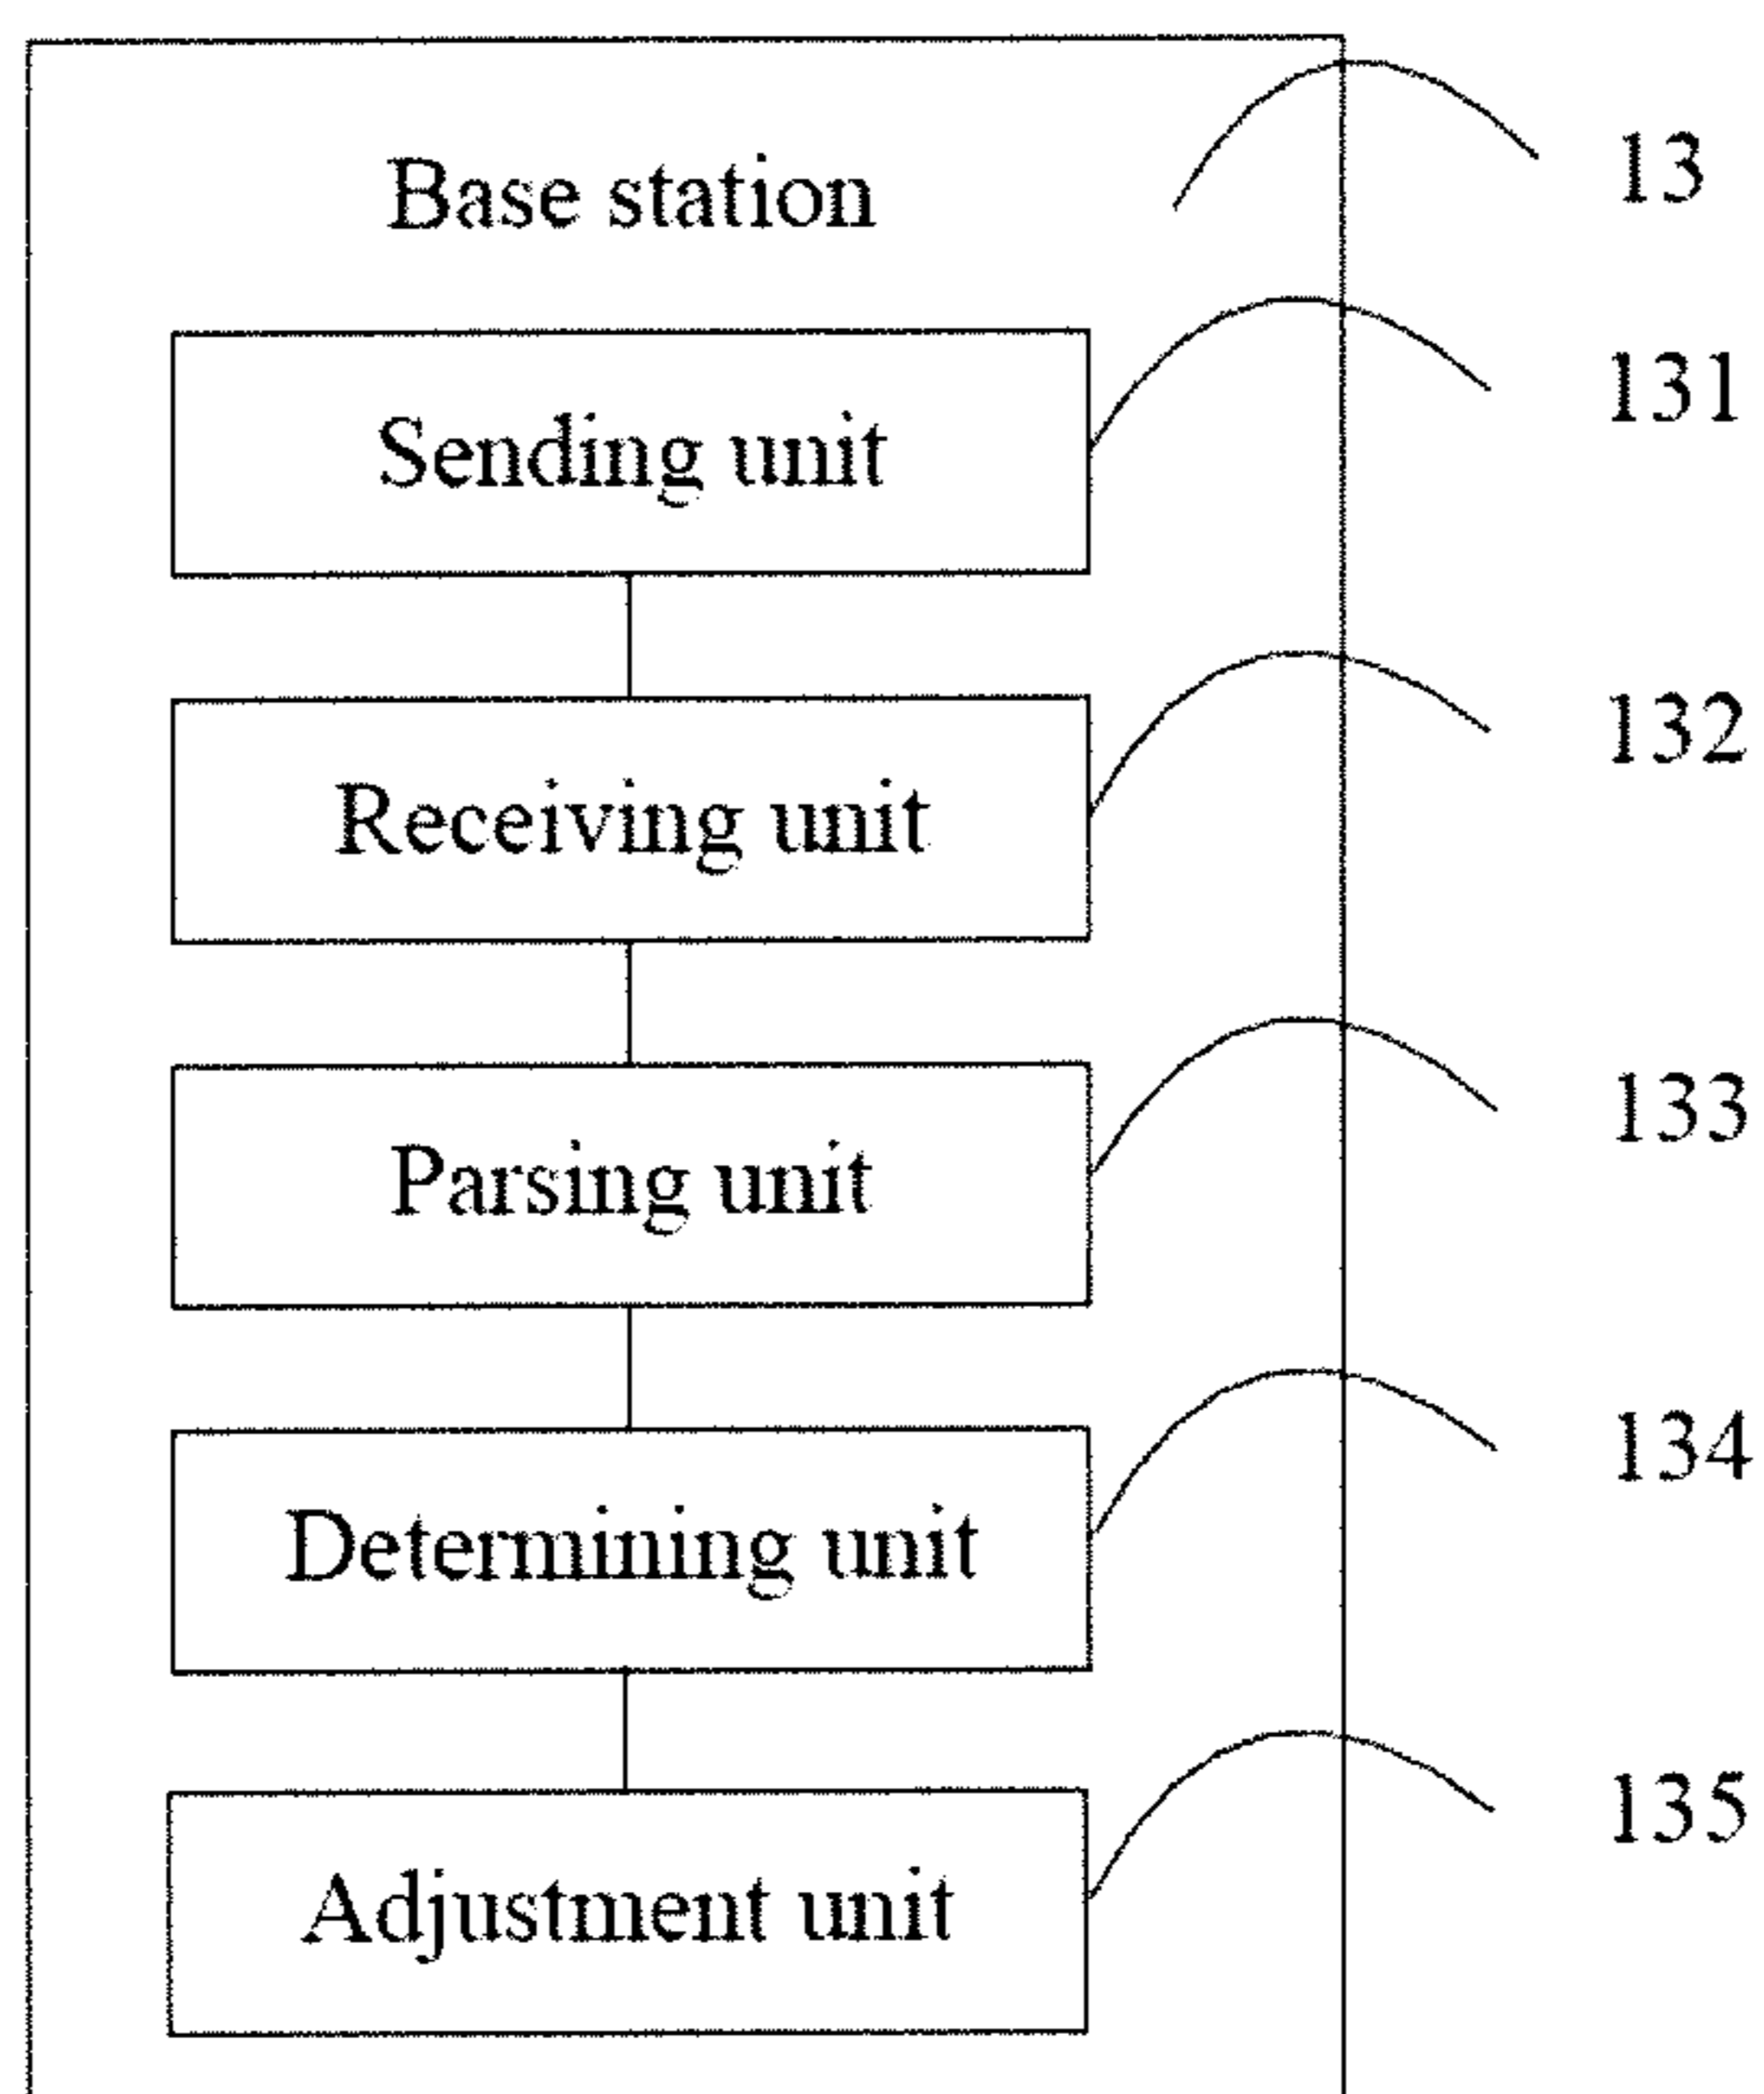 Base station
13
Sending unit
131
Receiving unit
132
Parsing unit
133
Determining unit
134
Adjustment unit
135